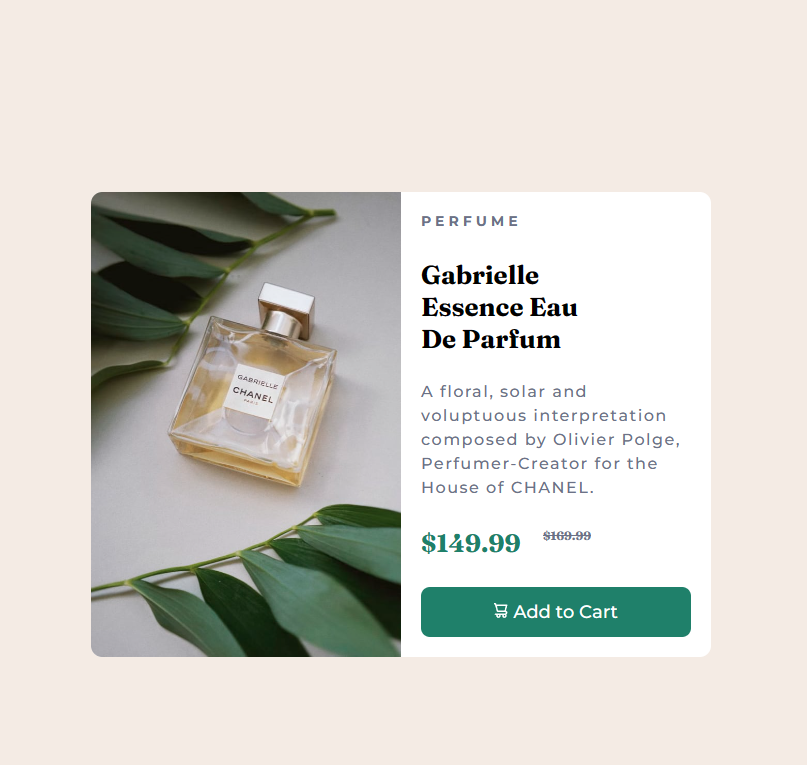 GABRIELLE
CHANEL
PARIS
PERFUME
Gabrielle
Essence Eau
De Parfum
A floral, solar and
voluptuous interpretation
composed by Olivier Polge,
Perfumer-Creator for the
House of CHANEL.
$149.99 $169.99
Add to Cart